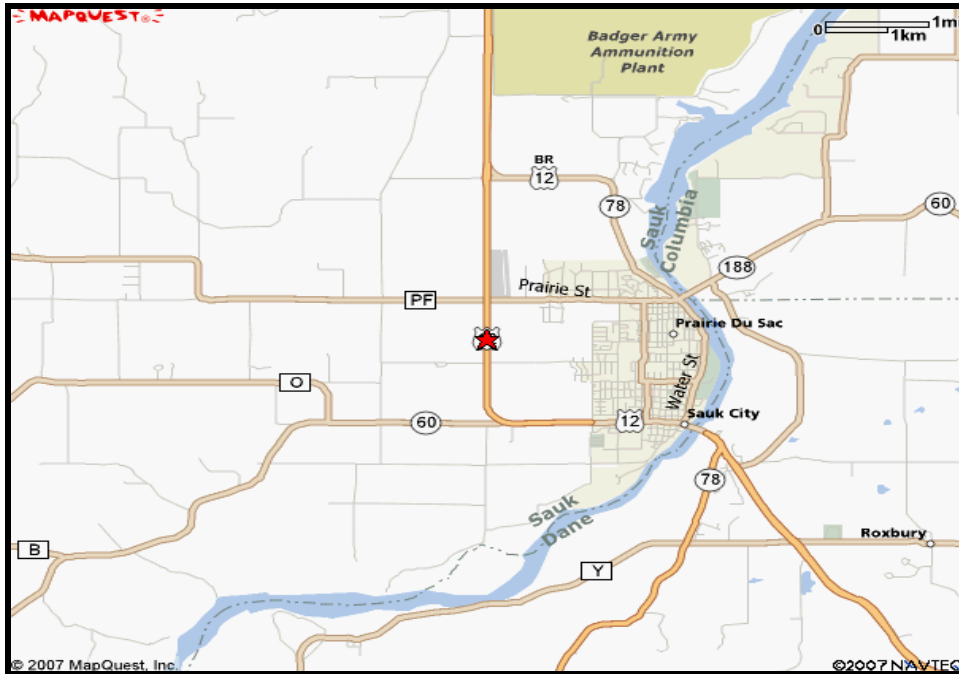 MAPQUEST
0 1mi
1km
Badger Army
Ammunition
Plant
BR
12
78
60
Sauk
Columbia
188
Prairie St
PF
Prairie Du Sac
O
Water St
60
12
Sauk City
78
Sauk
Dane
Roxbury
B
Y
© 2007 MapQuest, Inc.
©2007 NAVTEQ